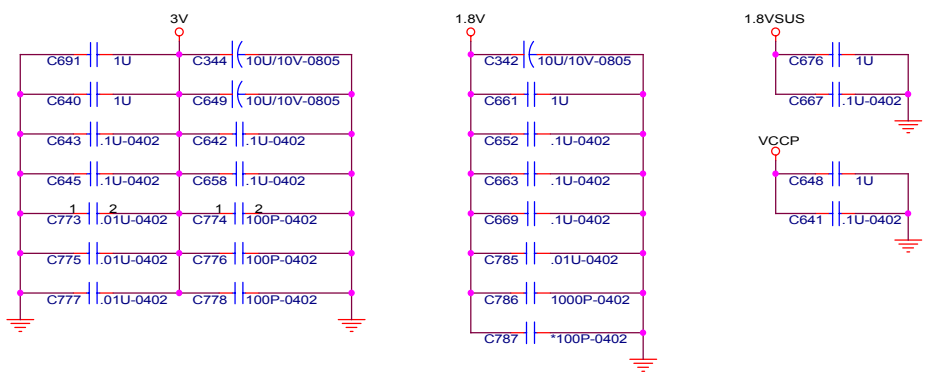 3V
C691 1U
C344 10U/10V-0805
C640 1U
C649 10U/10V-0805
C643 .1U-0402
C642 .1U-0402
C645 .1U-0402
C658 .1U-0402
1 2
C773 .01U-0402
1 2
C774 100P-0402
C775 .01U-0402
C776 100P-0402
C777 .01U-0402
C778 100P-0402
1.8V
C342 10U/10V-0805
C661 1U
C652 .1U-0402
C663 .1U-0402
C669 .1U-0402
C785 .01U-0402
C786 1000P-0402
C787 *100P-0402
1.8VSUS
C676 1U
C667 .1U-0402
VCCP
C648 1U
C641 .1U-0402